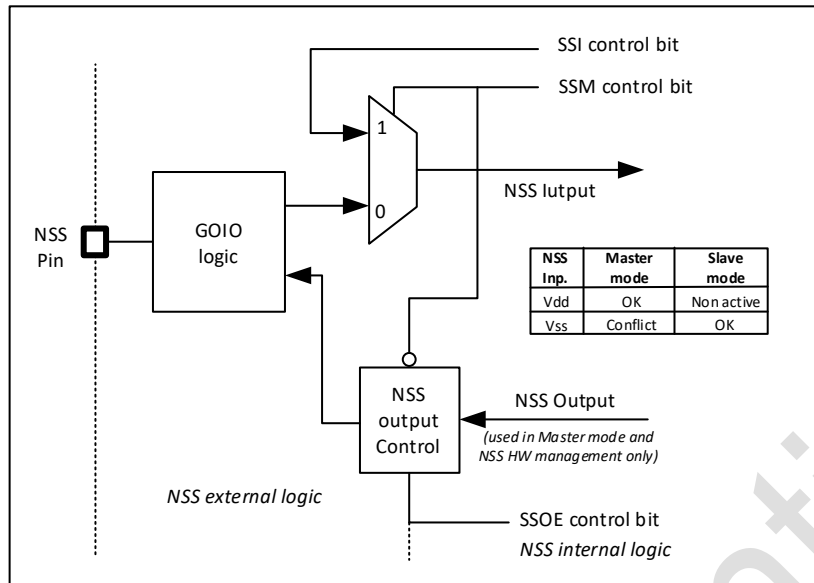 SSI control bit
SSM control bit
1
0
NSS Iutput
NSS
Pin
GOIO
logic
NSS Inp. Master mode Slave mode
Vdd OK Non active
Vss Conflict OK
NSS
output
Control
NSS Output
(used in Master mode and
NSS HW management only)
NSS external logic
SSOE control bit
NSS internal logic